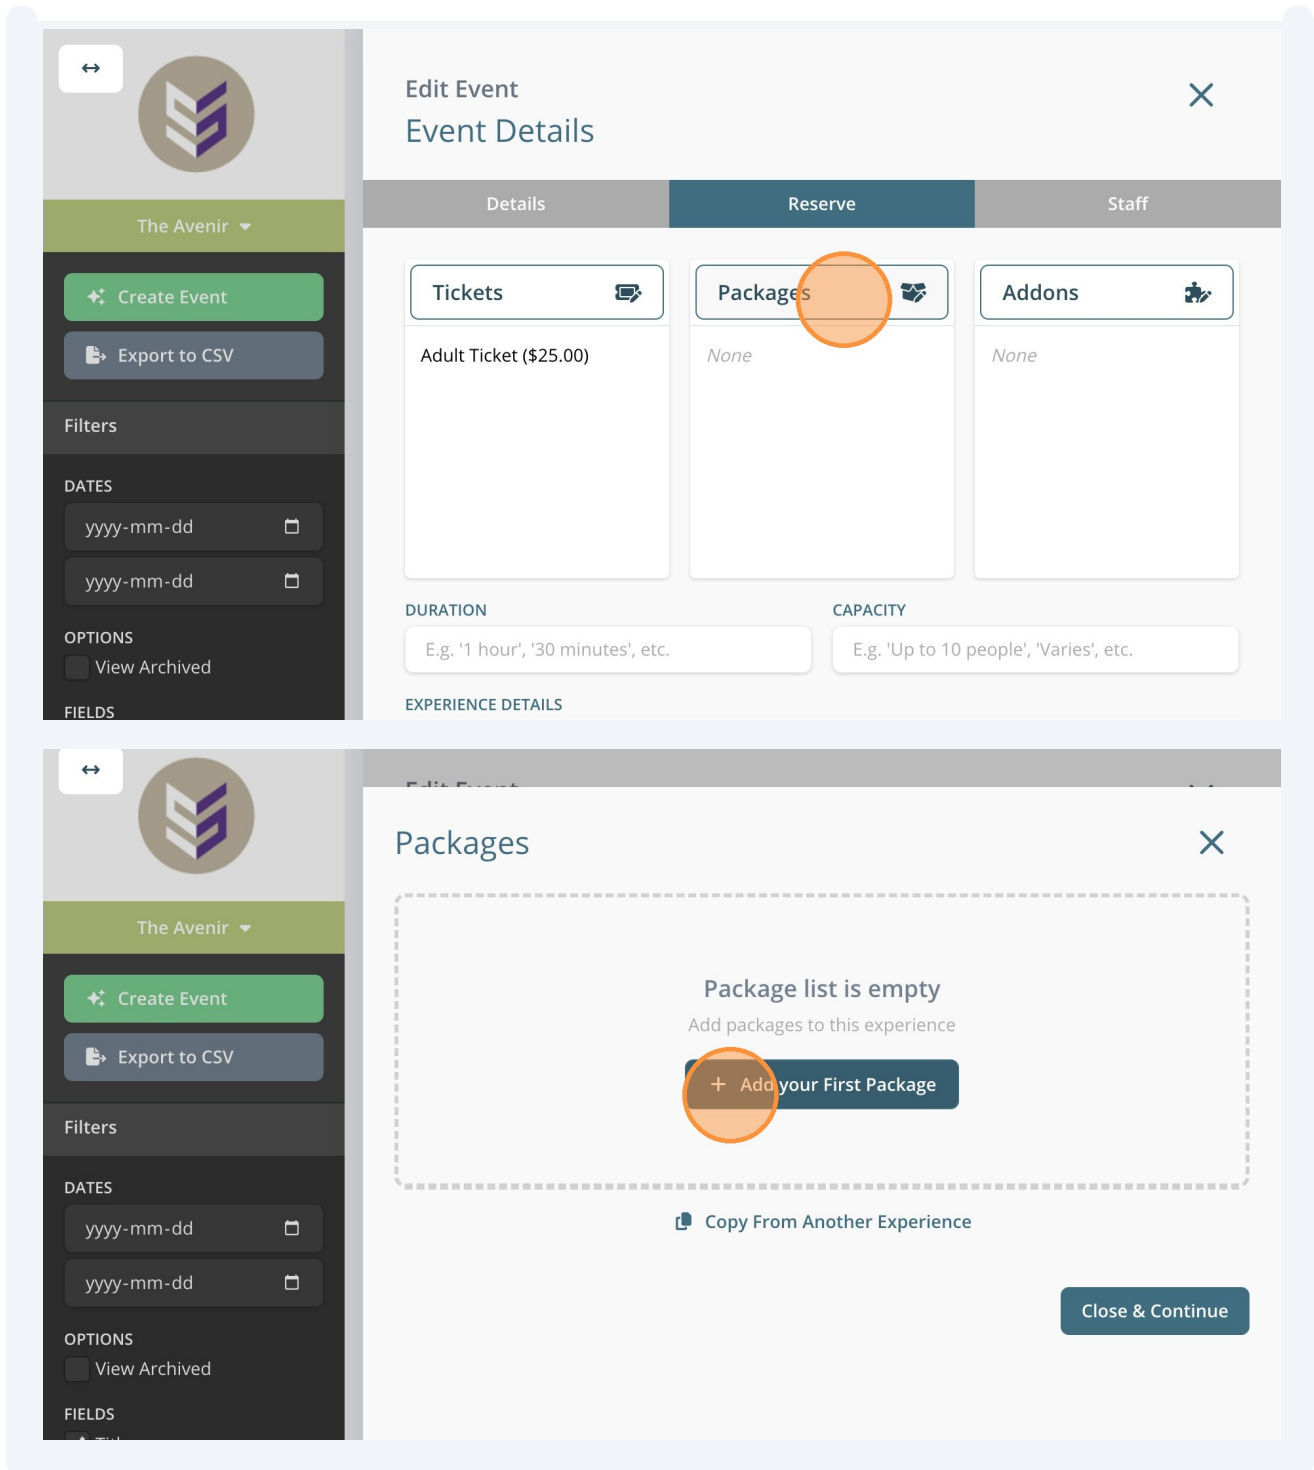 The Avenir
Create Event
Export to CSV
Filters
DATES
yyyy-mm-dd
yyyy-mm-dd
OPTIONS
View Archived
FIELDS
Edit Event
Event Details
Details
Reserve
Staff
Tickets
Packages
Addons
Adult Ticket ($25.00)
None
None
DURATION
CAPACITY
E.g. '1 hour', '30 minutes', etc.
E.g. 'Up to 10 people', 'Varies', etc.
EXPERIENCE DETAILS
The Avenir
Create Event
Export to CSV
Filters
DATES
yyyy-mm-dd
yyyy-mm-dd
OPTIONS
View Archived
FIELDS
Edit Event
Packages
Package list is empty
Add packages to this experience
+ Add your First Package
Copy From Another Experience
Close & Continue